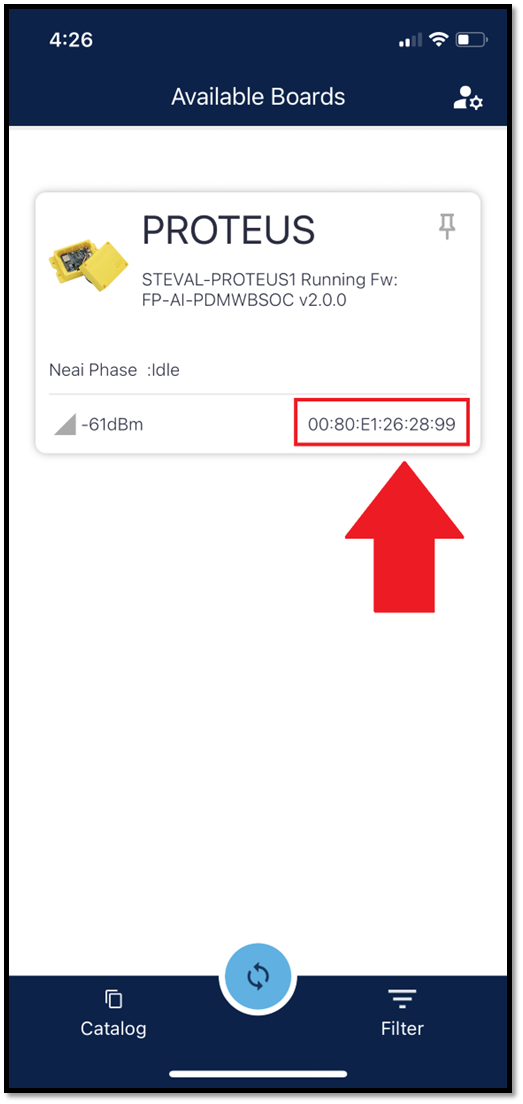 4:26
Available Boards
PROTEUS
STEVAL-PROTEUS1 Running Fw:
FP-AI-PDMWBSOC v2.0.0
Neai Phase :Idle
-61dBm 00:80:E1:26:28:99
Catalog Filter